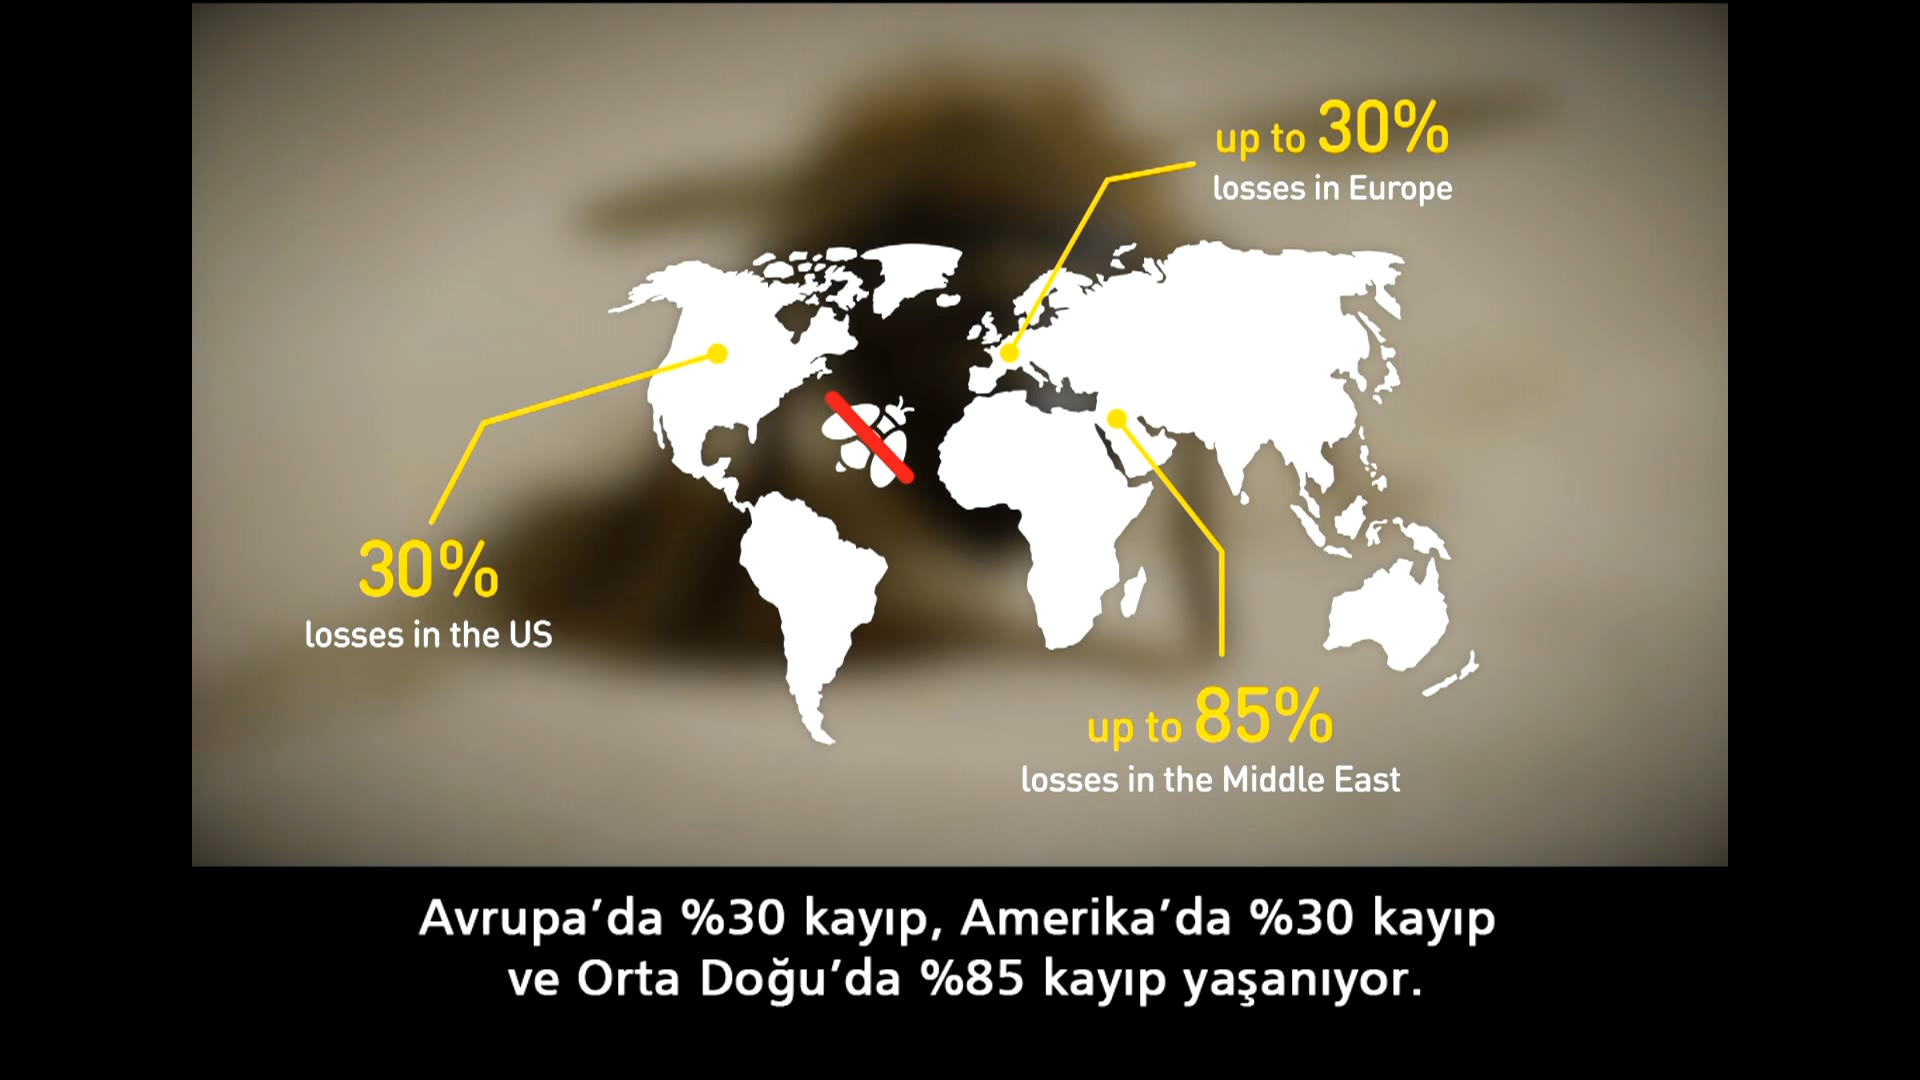 up to 30%
losses in Europe
30%
losses in the US
up to 85%
losses in the Middle East
Avrupa’da %30 kayıp, Amerika’da %30 kayıp
ve Orta Doğu’da %85 kayıp yaşanıyor.